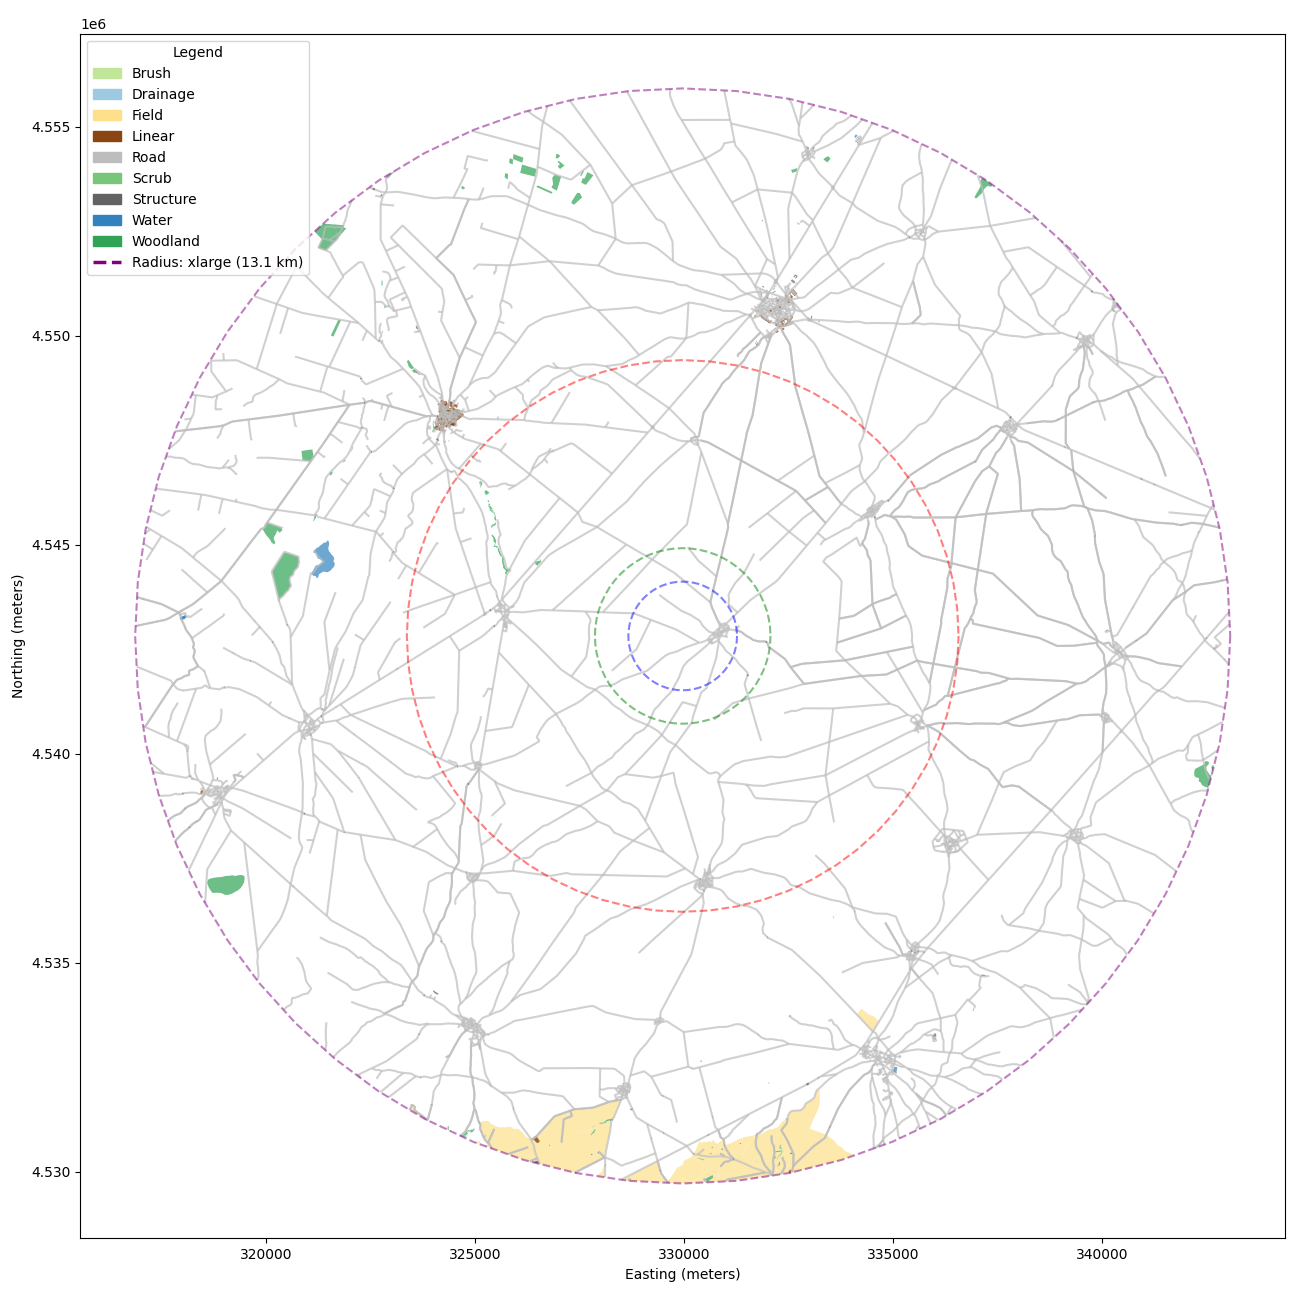 1e6
Legend
Brush
Drainage
Field
Linear
Road
Scrub
Structure
Water
Woodland
Radius: xlarge (13.1 km)
4.555
4.550
4.545
4.540
4.535
4.530
Northing (meters)
320000
325000
330000
335000
340000
Easting (meters)